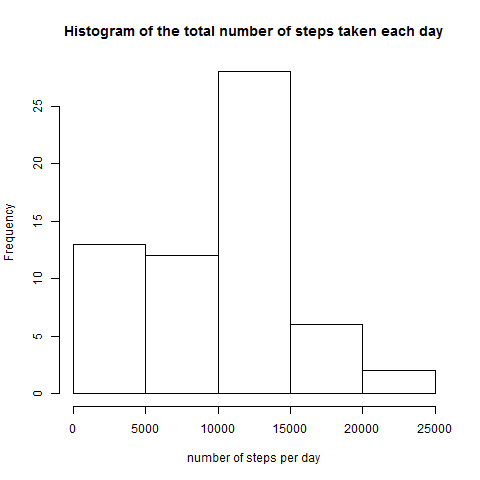 Histogram of the total number of steps taken each day
Frequency
25
20
15
10
5
0
0 5000 10000 15000 20000 25000
number of steps per day